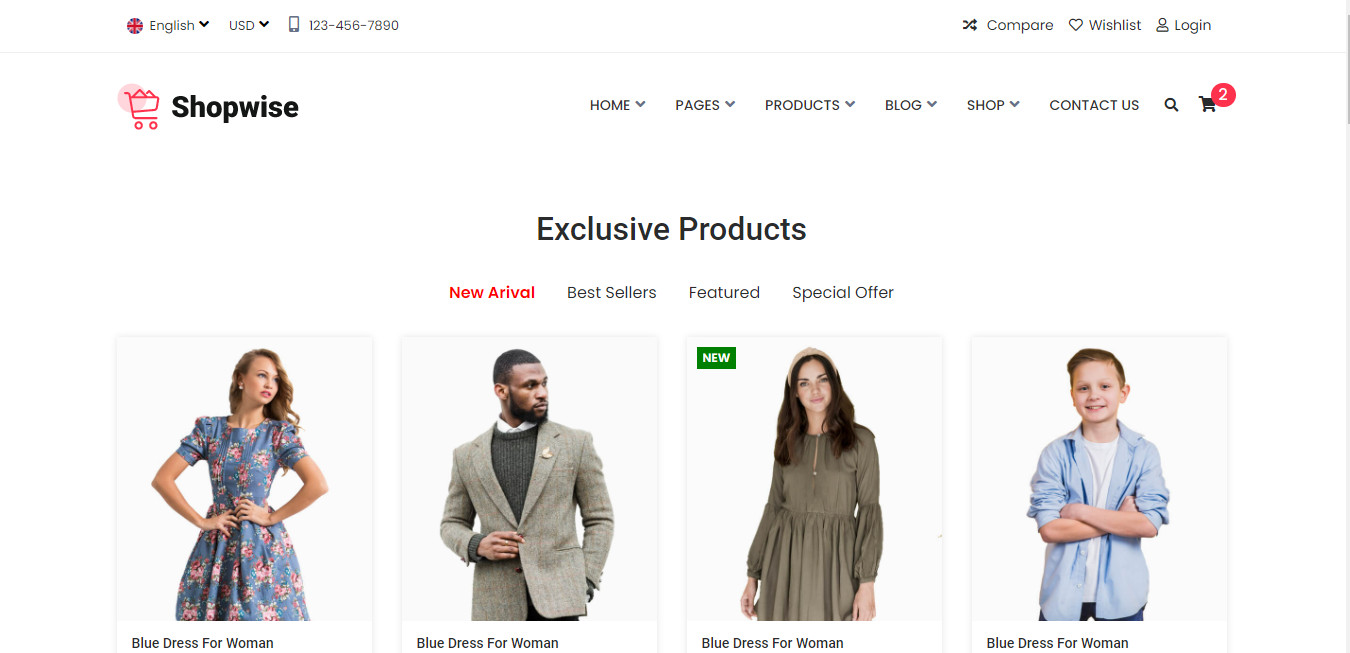 English USD 123-456-7890 Compare Wishlist Login
Shopwise HOME PAGES PRODUCTS BLOG SHOP CONTACT US 2
Exclusive Products
New Arival Best Sellers Featured Special Offer
NEW
Blue Dress For Woman Blue Dress For Woman Blue Dress For Woman Blue Dress For Woman